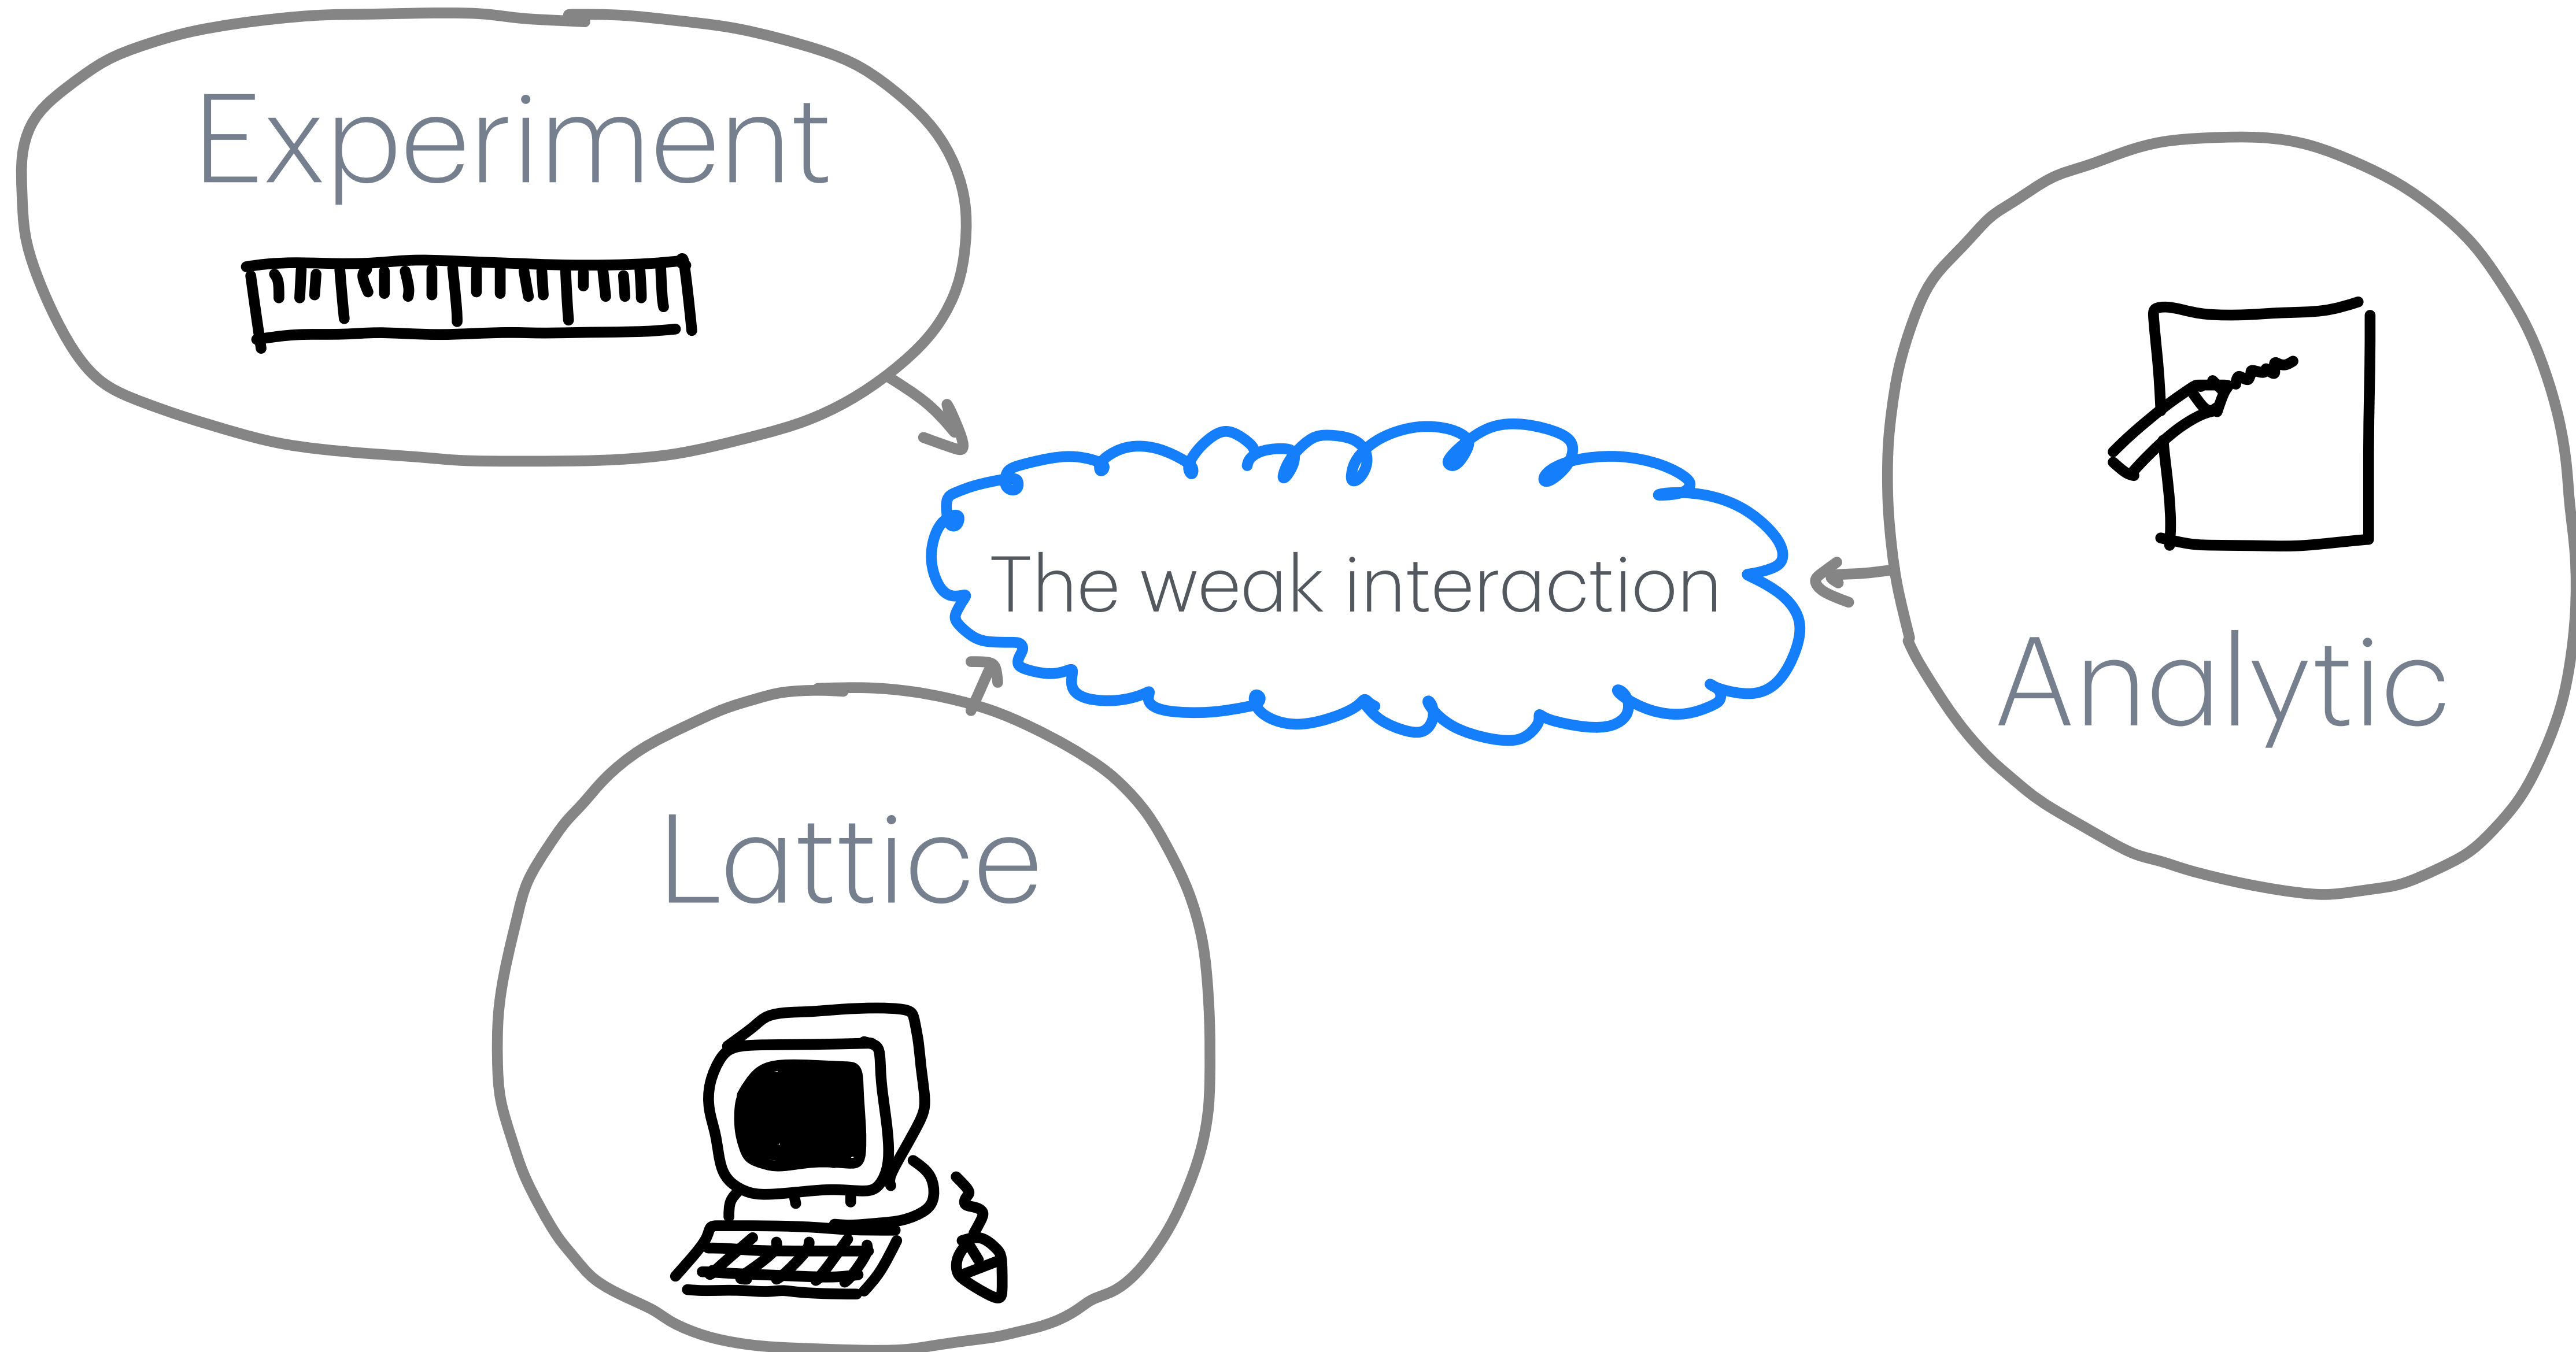 Experiment
The weak interaction
Analytic
Lattice